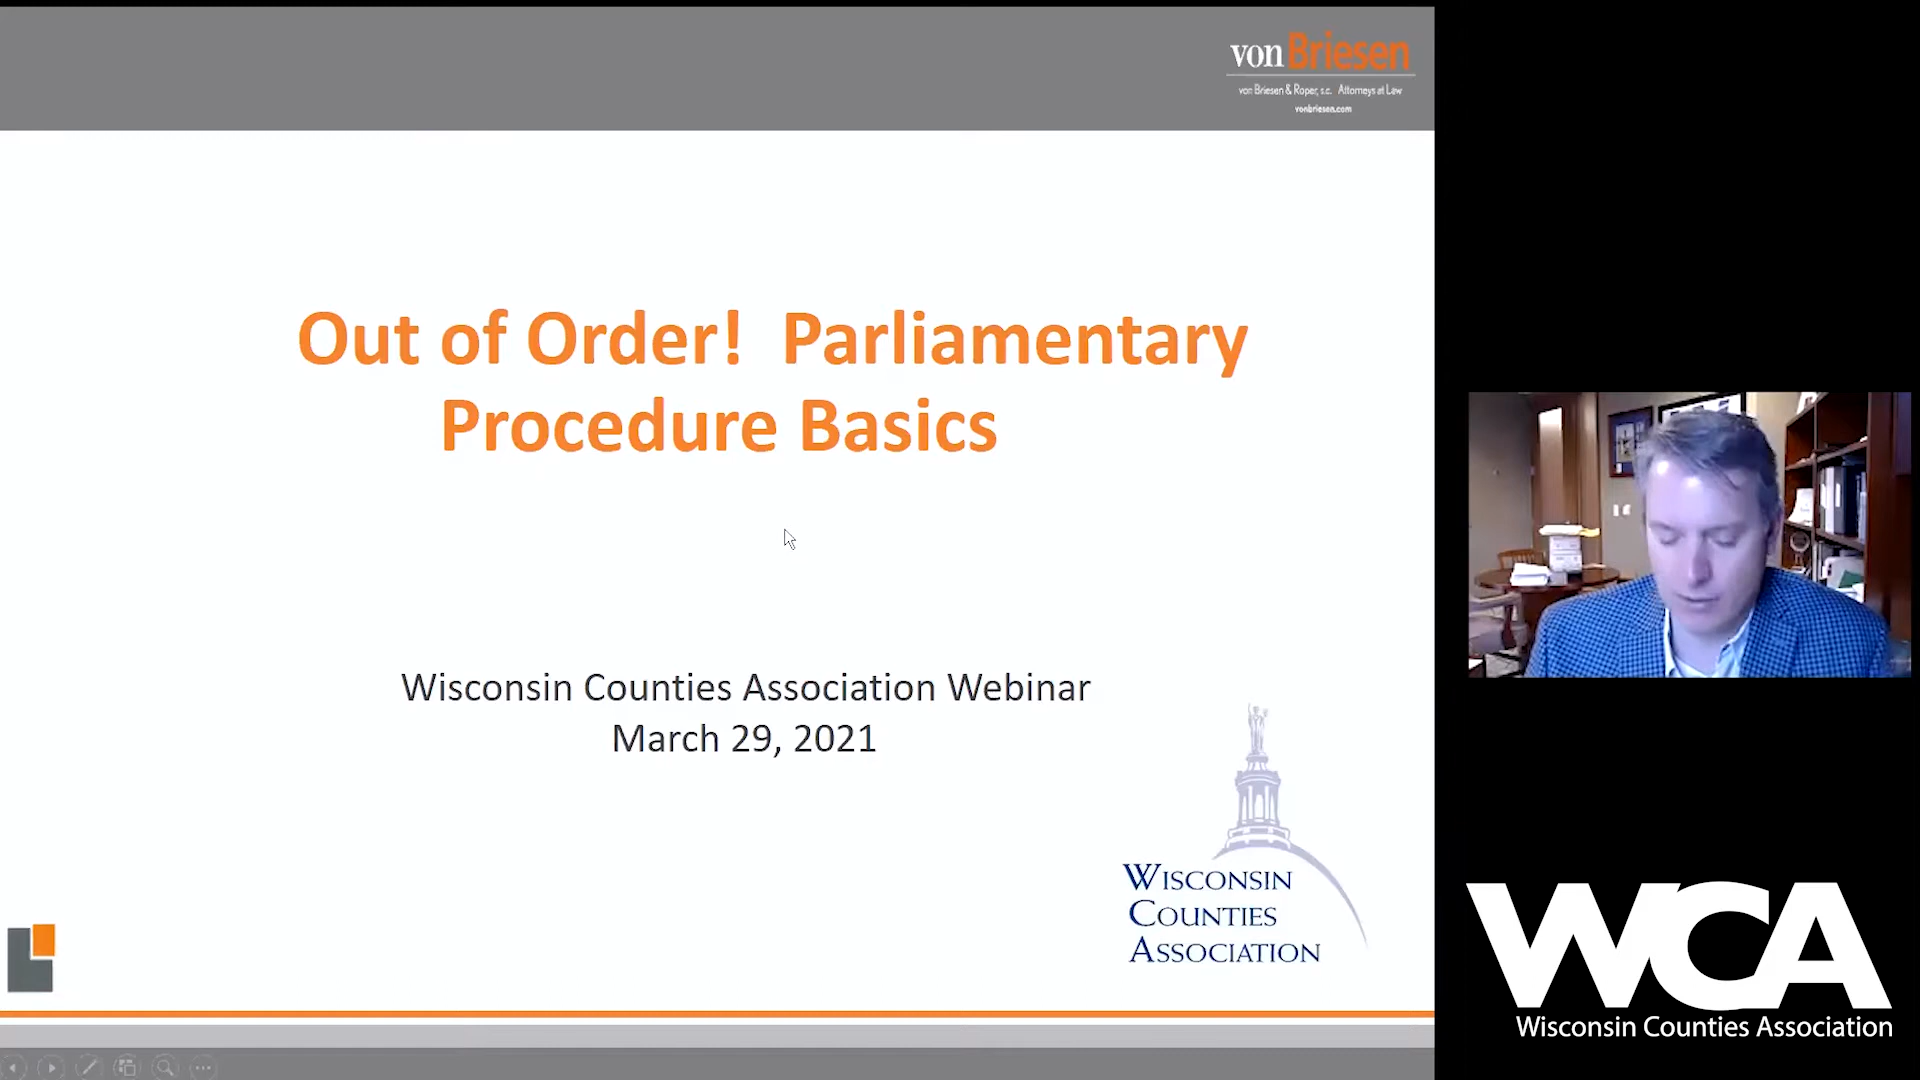 von Briesen
von Briesen & Roper, s.c. Attorneys at Law
vonbriesen.com
Out of Order! Parliamentary
Procedure Basics
Wisconsin Counties Association Webinar
March 29, 2021
WISCONSIN
COUNTIES
ASSOCIATION
WCA
Wisconsin Counties Association